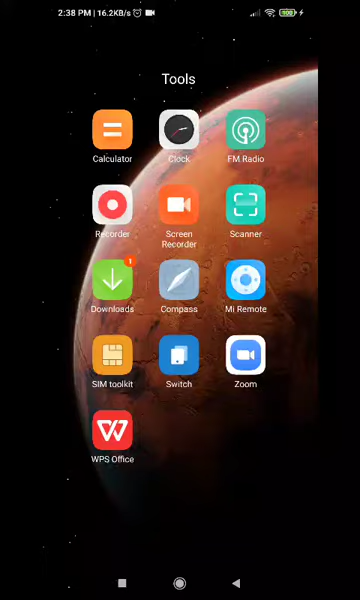 2:38 PM | 16.2KB/s
100
Tools
Calculator
Clock
FM Radio
Recorder
Screen
Recorder
Scanner
1
Downloads
Compass
Mi Remote
SIM toolkit
Switch
Zoom
WPS Office